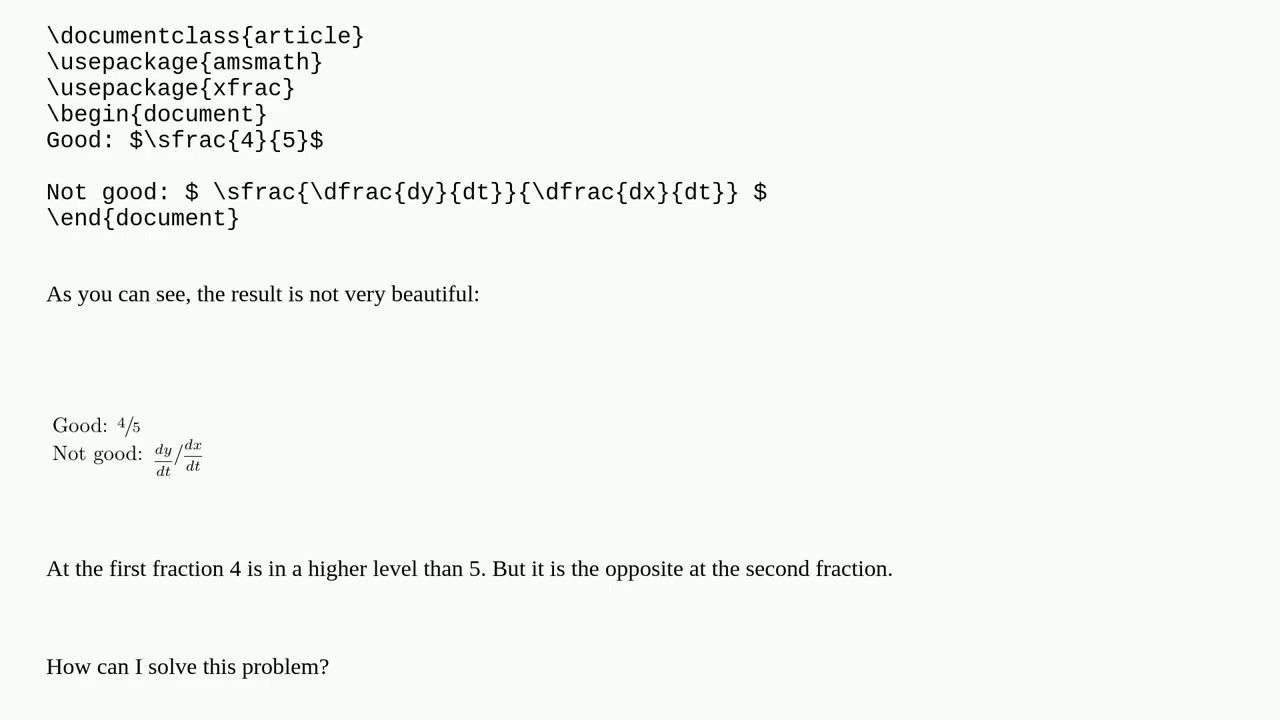 \documentclass{article}
\usepackage{amsmath}
\usepackage{xfrac}
\begin{document}
Good: $\sfrac{4}{5}$
Not good: $ \sfrac{\dfrac{dy}{dt}}{\dfrac{dx}{dt}} $
\end{document}
As you can see, the result is not very beautiful:
Good: 4/5
Not good: dy/dt/dx/dt
At the first fraction 4 is in a higher level than 5. But it is the opposite at the second fraction.
How can I solve this problem?